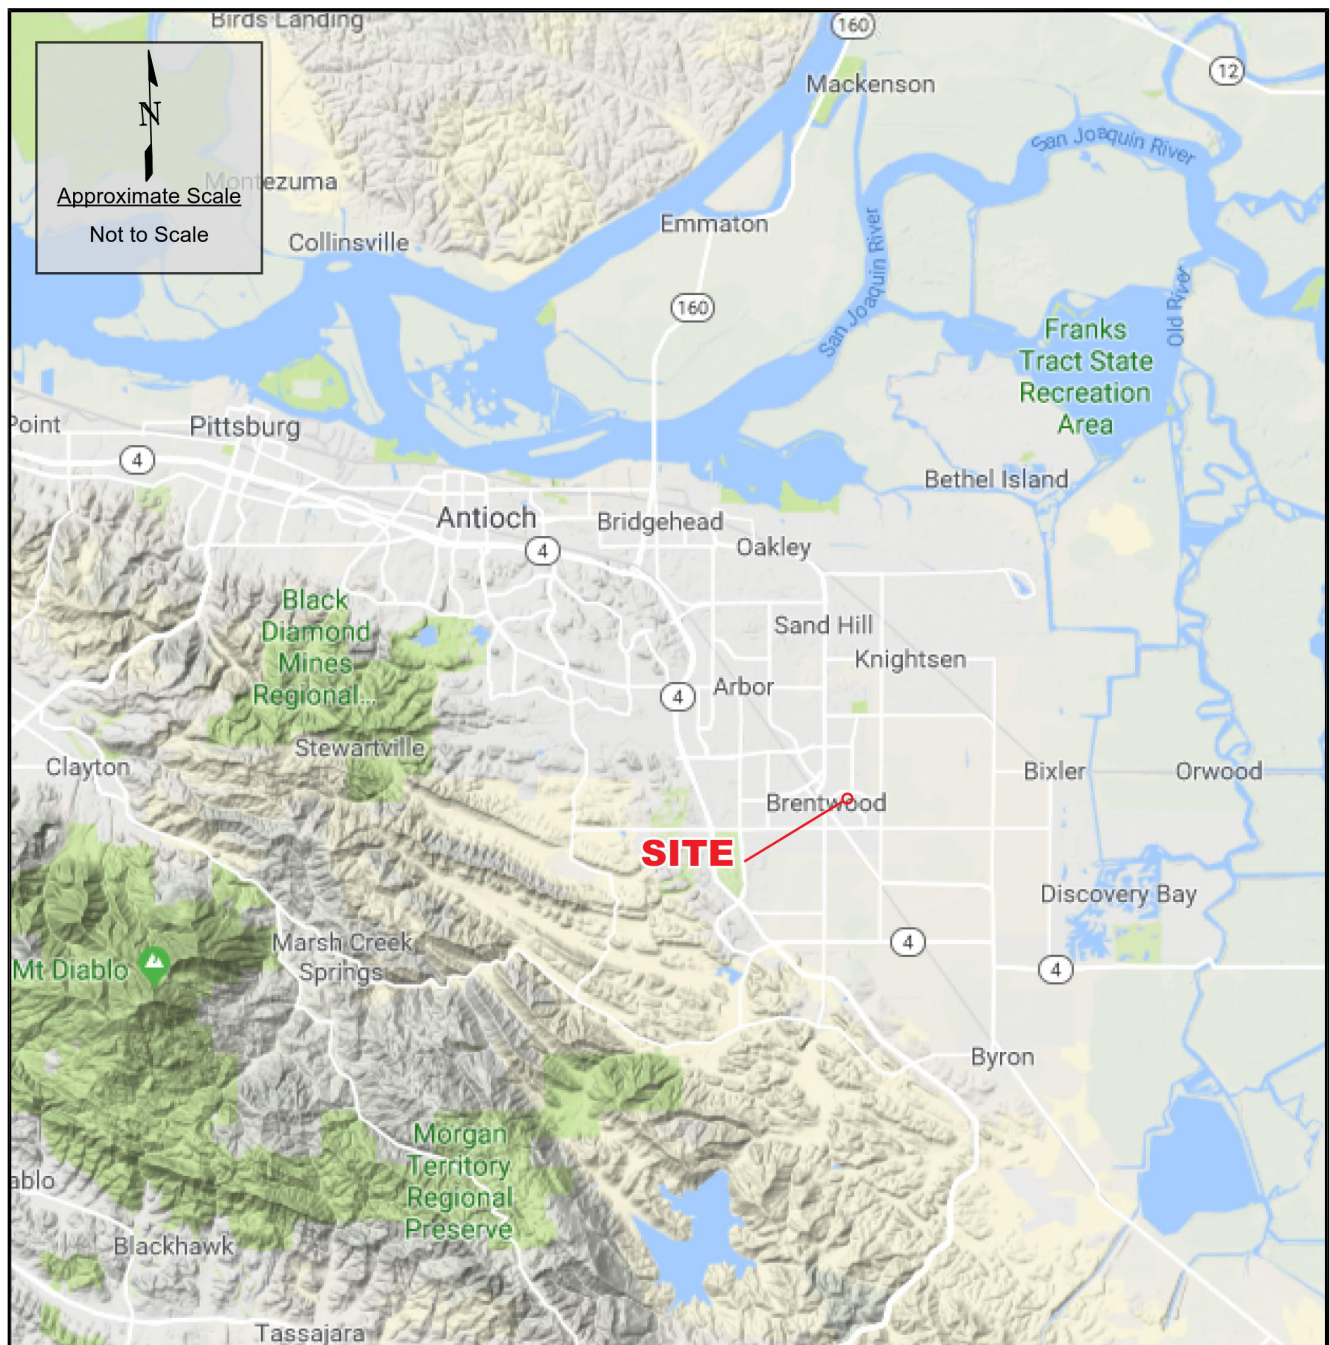 Birds Landing
160
Mackenson
12
N
San Joaquin River
Montezuma
Approximate Scale
Not to Scale
Collinsville
Emmaton
San Joaquin River
160
Old River
Franks
Tract State
Recreation
Area
Point
Pittsburg
4
Bethel Island
Antioch
Bridgehead
4
Oakley
Black
Diamond
Mines
Regional...
Sand Hill
Knightsen
4
Arbor
Stewartville
Clayton
Bixler
Orwood
Brentwood
SITE
Discovery Bay
Marsh Creek
Springs
4
Mt Diablo
4
Byron
Morgan
Territory
Regional
Preserve
ablo
Blackhawk
Tassajara